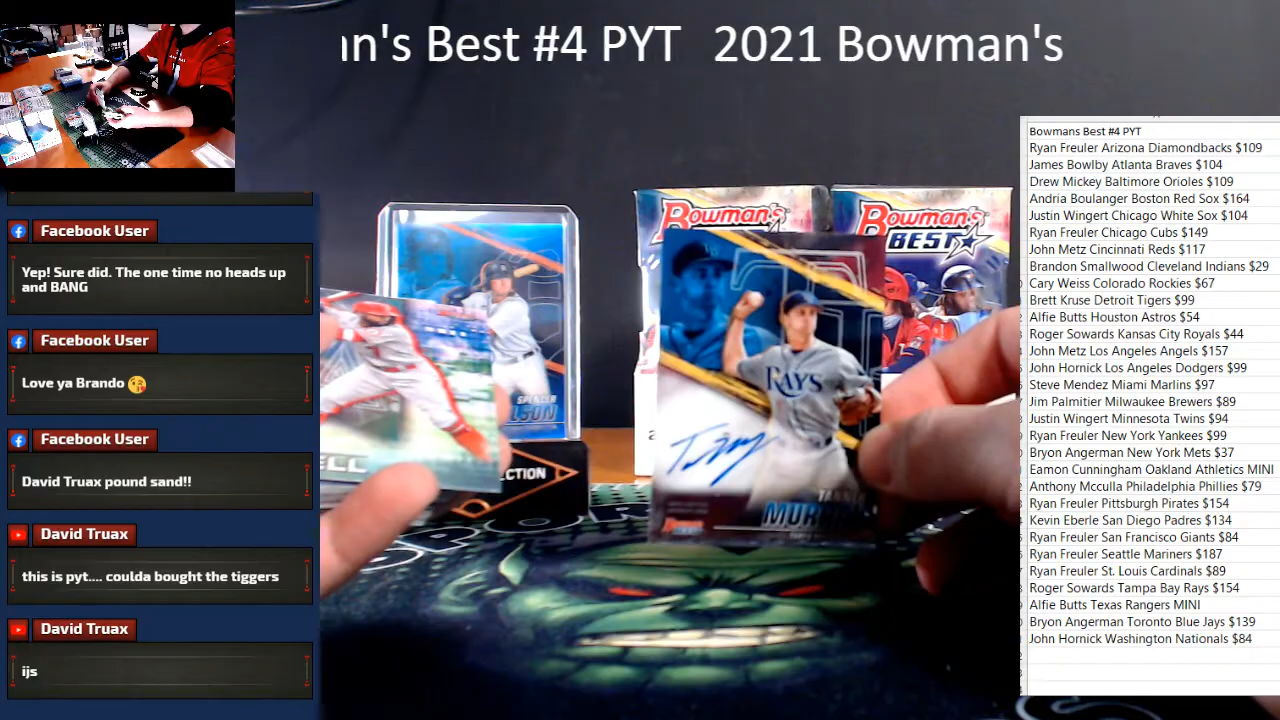 an's Best #4 PYT 2021 Bowman's
Facebook User
Yep! Sure did. The one time no heads up
and BANG
Facebook User
Love ya Brando 😘
Facebook User
David Truax pound sand!!
David Truax
this is pyt.... coulda bought the tiggers
David Truax
ijs
Bowman's
Bowman's
BEST
RAYS
SPENCER
ELL
CTION
Bowmans Best #4 PYT
Ryan Freuler Arizona Diamondbacks $109
James Bowlby Atlanta Braves $104
Drew Mickey Baltimore Orioles $109
Andria Boulanger Boston Red Sox $164
Justin Wingert Chicago White Sox $104
Ryan Freuler Chicago Cubs $149
John Metz Cincinnati Reds $117
Brandon Smallwood Cleveland Indians $29
Cary Weiss Colorado Rockies $67
Brett Kruse Detroit Tigers $99
Alfie Butts Houston Astros $54
Roger Sowards Kansas City Royals $44
John Metz Los Angeles Angels $157
John Hornick Los Angeles Dodgers $99
Steve Mendez Miami Marlins $97
Jim Palmitier Milwaukee Brewers $89
Justin Wingert Minnesota Twins $94
Ryan Freuler New York Yankees $99
Bryon Angerman New York Mets $37
Eamon Cunningham Oakland Athletics MINI
Anthony Mcculla Philadelphia Phillies $79
Ryan Freuler Pittsburgh Pirates $154
Kevin Eberle San Diego Padres $134
Ryan Freuler San Francisco Giants $84
Ryan Freuler Seattle Mariners $187
Ryan Freuler St. Louis Cardinals $89
Roger Sowards Tampa Bay Rays $154
Alfie Butts Texas Rangers MINI
Bryon Angerman Toronto Blue Jays $139
John Hornick Washington Nationals $84